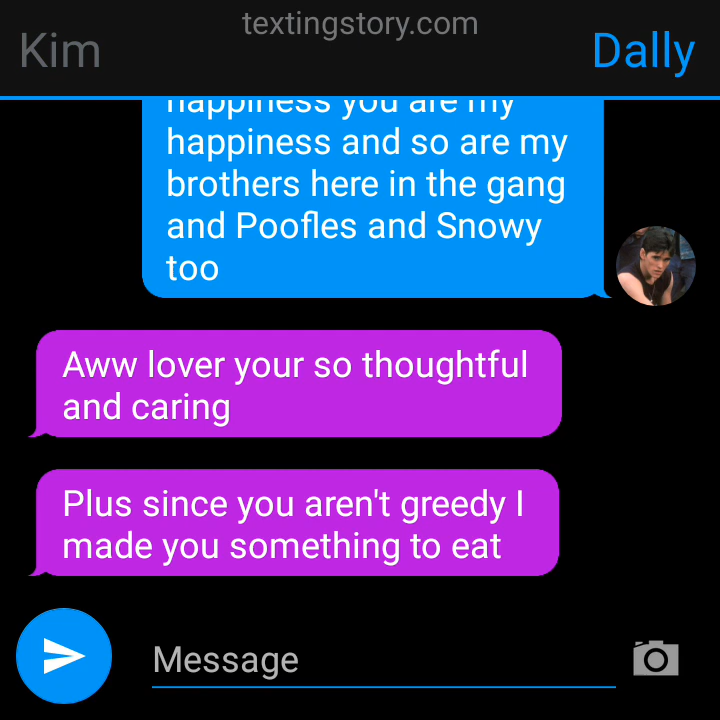 textingstory.com
Kim
Dally
happiness you are my
happiness and so are my
brothers here in the gang
and Poofles and Snowy
too
Aww lover your so thoughtful
and caring
Plus since you aren't greedy I
made you something to eat
Message